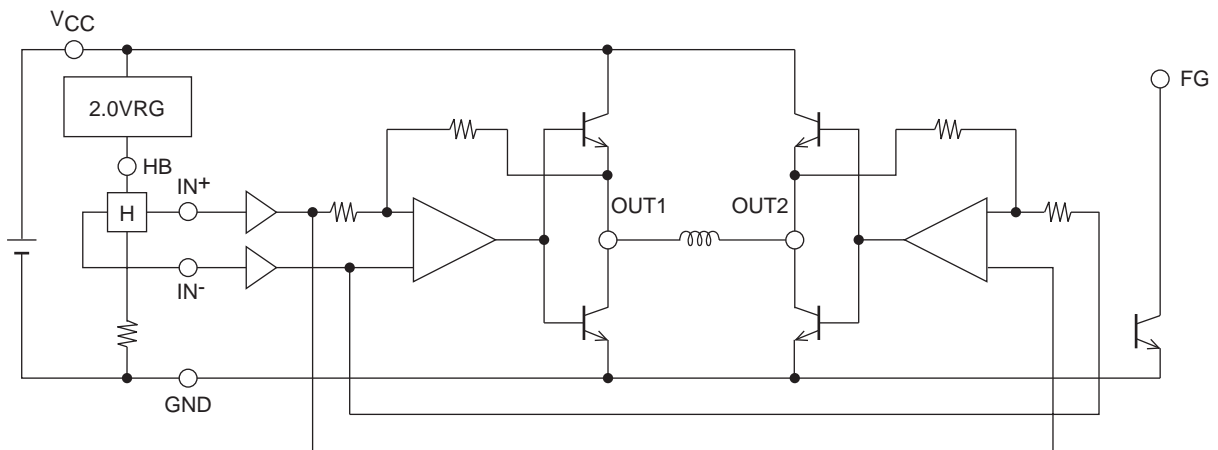 VCC
FG
2.0VRG
HB
IN+
H
OUT1
OUT2
IN-
GND